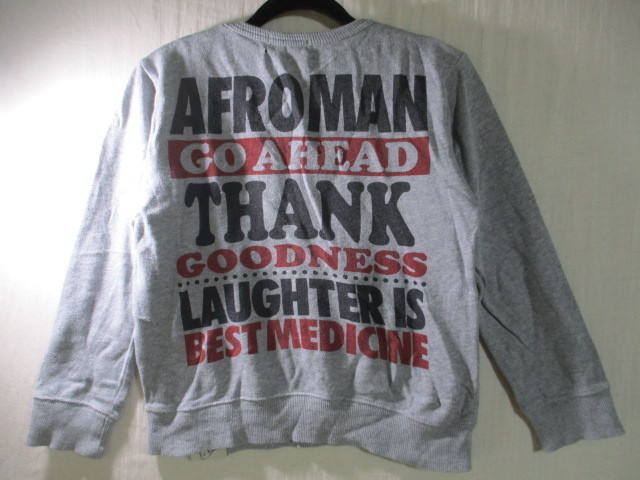 AFROMAN
GO AHEAD
THANK
GOODNESS
LAUGHTER IS
BEST MEDICINE